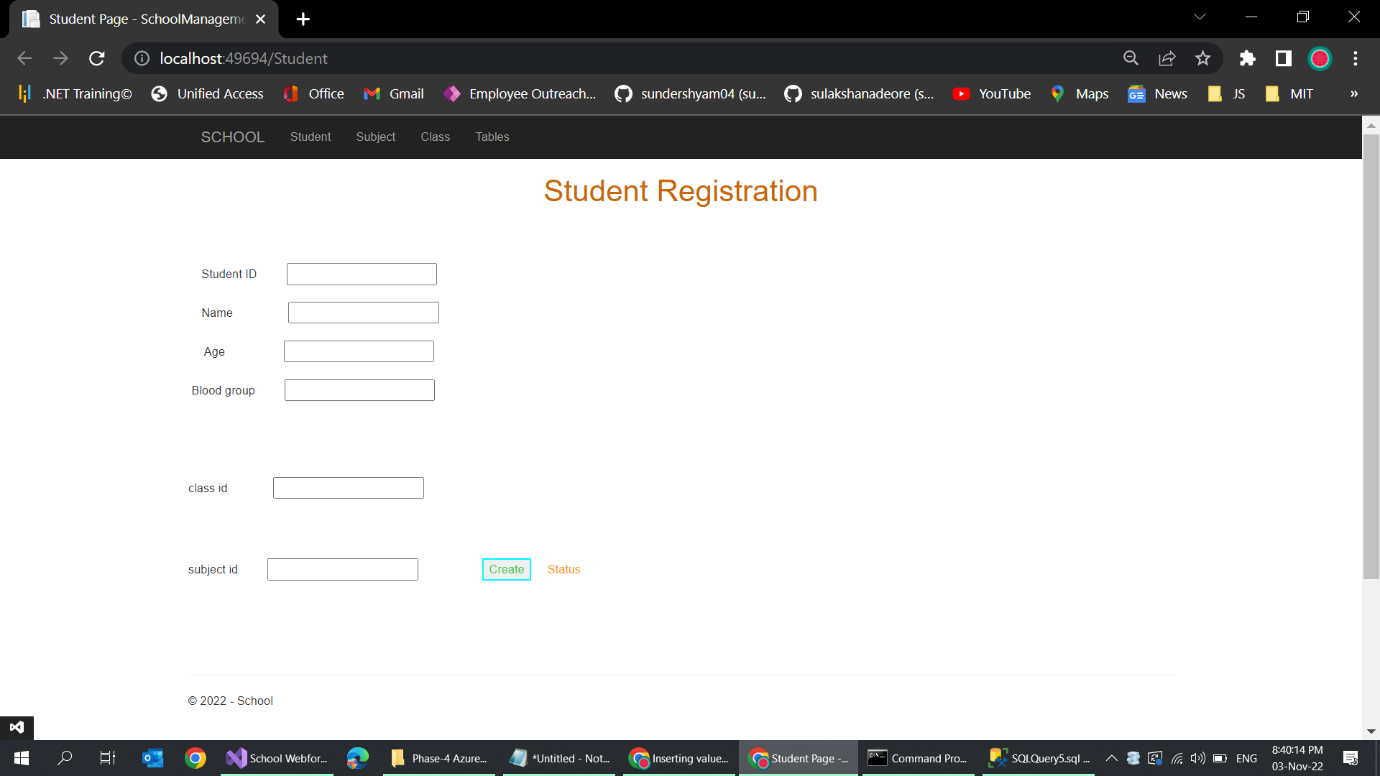 Student Page - SchoolManageme
localhost:49694/Student
.NET Training© Unified Access Office Gmail Employee Outreach... sundershyam04 (su... sulakshanadeore (s... YouTube Maps News JS MIT »
SCHOOL Student Subject Class Tables
Student Registration
Student ID
Name
Age
Blood group
class id
subject id Create Status
© 2022 - School
School Webfor... Phase-4 Azure... *Untitled - Not... Inserting value... Student Page -... Command Pro... SQLQuery5.sql ... ENG 8:40:14 PM
03-Nov-22